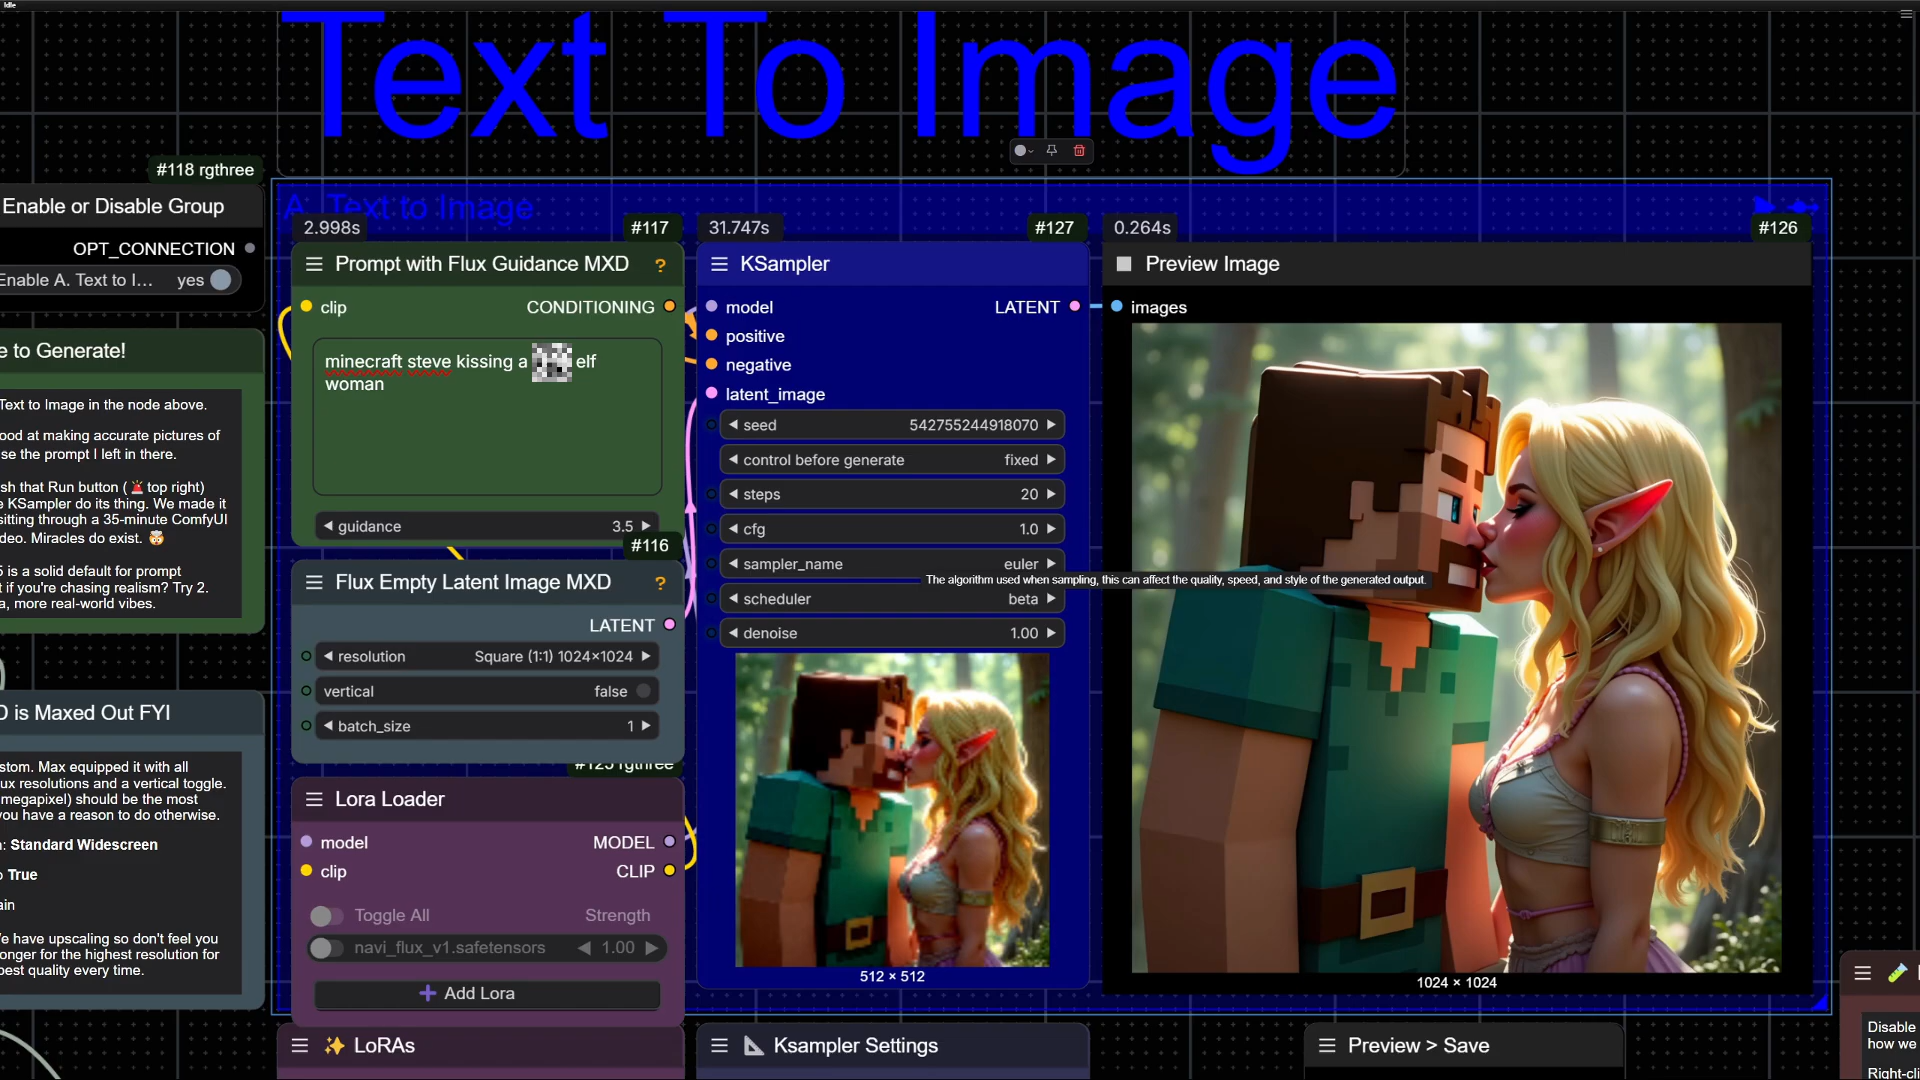 Idle
Text To Image
#118 rgthree
Enable or Disable Group
OPT_CONNECTION
Enable A. Text to I... yes
e to Generate!
Text to Image in the node above.
ood at making accurate pictures of
se the prompt I left in there.
sh that Run button ( top right)
e KSampler do its thing. We made it
sitting through a 35-minute ComfyUI
deo. Miracles do exist.
5 is a solid default for prompt
t if you're chasing realism? Try 2.
a, more real-world vibes.
D is Maxed Out FYI
stom. Max equipped it with all
ux resolutions and a vertical toggle.
megapixel) should be the most
you have a reason to do otherwise.
: Standard Widescreen
o True
ain
e have upscaling so don't feel you
onger for the highest resolution for
best quality every time.
A. Text to Image
2.998s #117
Prompt with Flux Guidance MXD ?
clip CONDITIONING
minecraft steve kissing a elf
woman
guidance 3.5
#116
Flux Empty Latent Image MXD ?
LATENT
resolution Square (1:1) 1024×1024
vertical false
batch_size 1
#125 rgthree
Lora Loader
model MODEL
clip CLIP
Toggle All Strength
navi_flux_v1.safetensors 1.00
Add Lora
LoRAs
31.747s #127
KSampler
model LATENT
positive
negative
latent_image
seed 542755244918070
control before generate fixed
steps 20
cfg 1.0
sampler_name euler
The algorithm used when sampling, this can affect the quality, speed, and style of the generated output.
scheduler beta
denoise 1.00
512 × 512
Ksampler Settings
0.264s #126
Preview Image
images
1024 × 1024
Preview > Save
Disable
how we
Right-cli